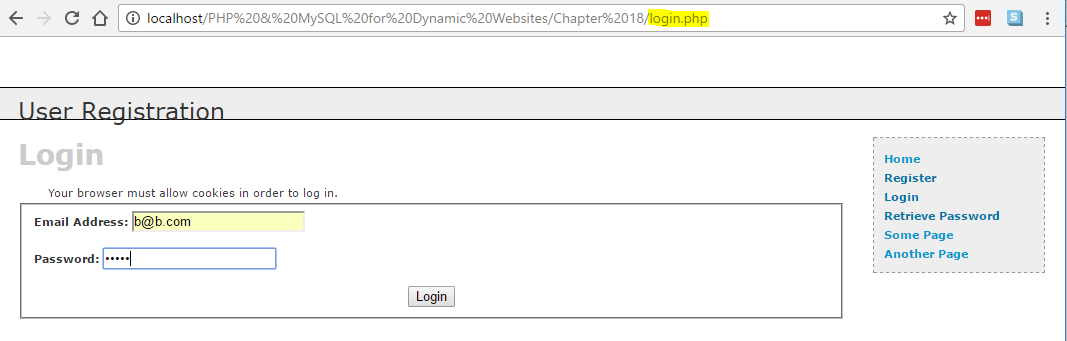 localhost/PHP%20&%20MySQL%20for%20Dynamic%20Websites/Chapter%2018/login.php
User Registration
Login
Your browser must allow cookies in order to log in.
Email Address: b@b.com
Password: •••••
Login
Home
Register
Login
Retrieve Password
Some Page
Another Page